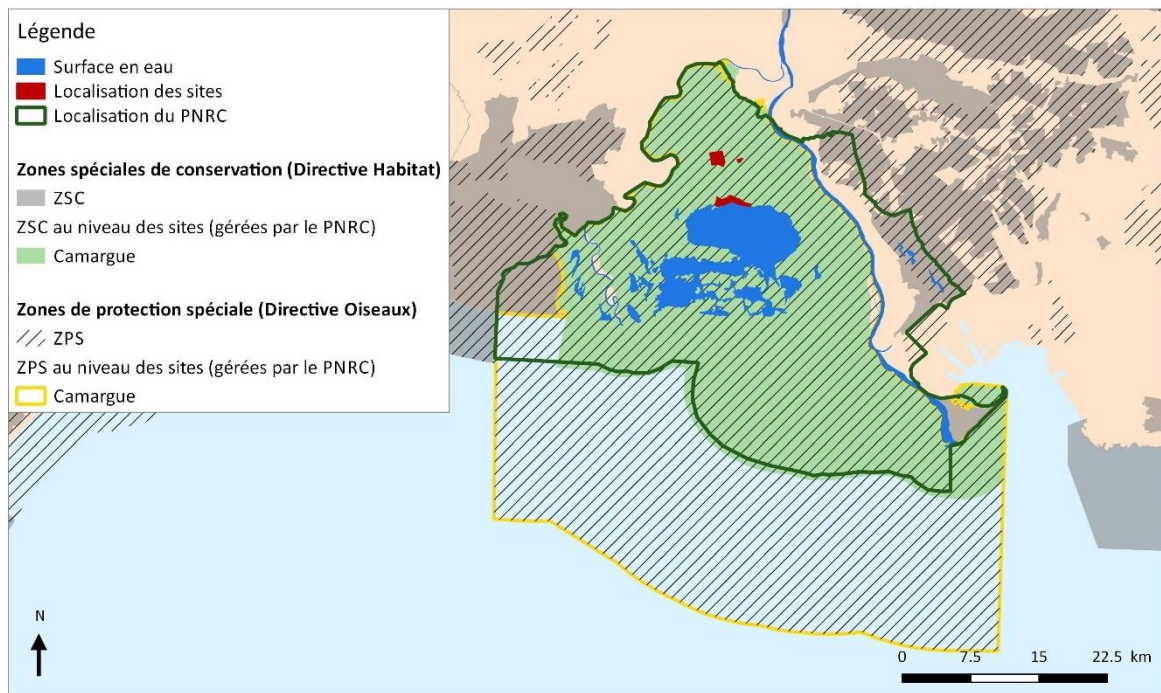 Légende
Surface en eau
Localisation des sites
Localisation du PNRC
Zones spéciales de conservation (Directive Habitat)
ZSC
ZSC au niveau des sites (gérées par le PNRC)
Camargue
Zones de protection spéciale (Directive Oiseaux)
ZPS
ZPS au niveau des sites (gérées par le PNRC)
Camargue
N
0 7.5 15 22.5 km